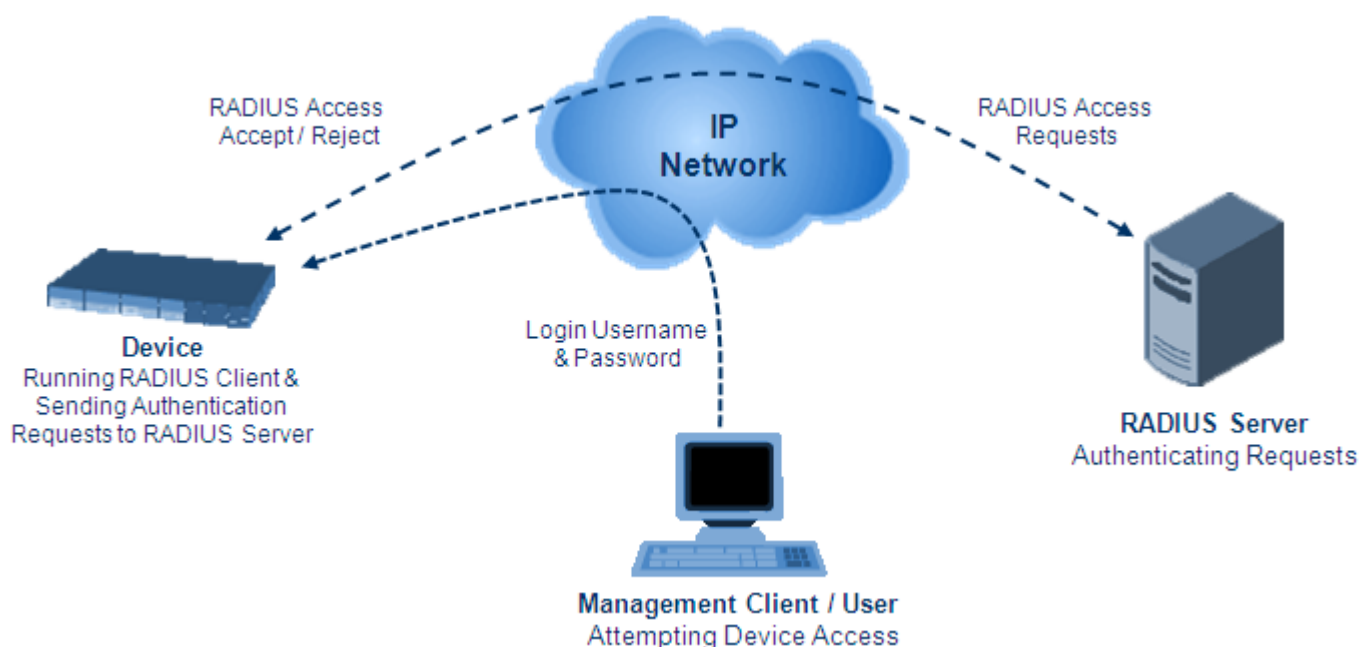 RADIUS Access
Accept / Reject
IP
Network
RADIUS Access
Requests
Device
Running RADIUS Client &
Sending Authentication
Requests to RADIUS Server
Login Username
& Password
RADIUS Server
Authenticating Requests
Management Client / User
Attempting Device Access